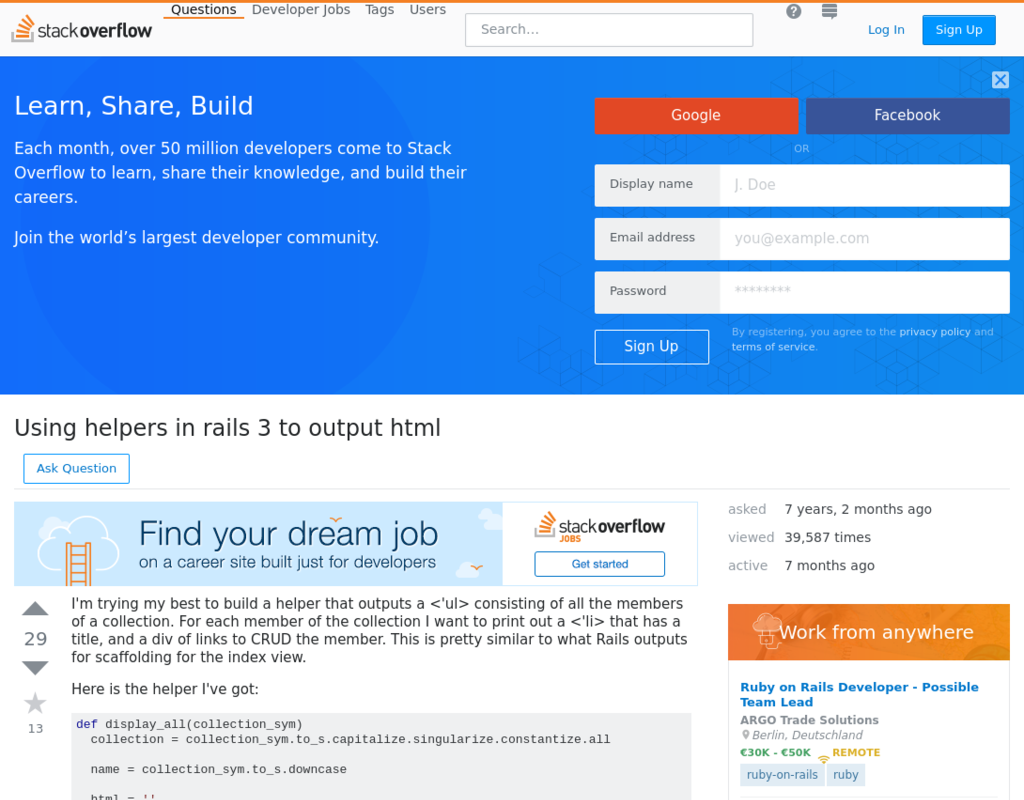 Questions Developer Jobs Tags Users
stackoverflow
Search…
Log In
Sign Up
Learn, Share, Build
Each month, over 50 million developers come to Stack
Overflow to learn, share their knowledge, and build their
careers.
Join the world’s largest developer community.
Google
Facebook
OR
Display name
J. Doe
Email address
you@example.com
Password
********
Sign Up
By registering, you agree to the privacy policy and
terms of service.
Using helpers in rails 3 to output html
Ask Question
Find your dream job
on a career site built just for developers
stackoverflow
JOBS
Get started
asked 7 years, 2 months ago
viewed 39,587 times
active 7 months ago
29
13
I'm trying my best to build a helper that outputs a <'ul> consisting of all the members
of a collection. For each member of the collection I want to print out a <'li> that has a
title, and a div of links to CRUD the member. This is pretty similar to what Rails outputs
for scaffolding for the index view.
Here is the helper I've got:
def display_all(collection_sym)
collection = collection_sym.to_s.capitalize.singularize.constantize.all
name = collection_sym.to_s.downcase
html = ''
Work from anywhere
Ruby on Rails Developer - Possible
Team Lead
ARGO Trade Solutions
Berlin, Deutschland
€30K - €50K REMOTE
ruby-on-rails ruby